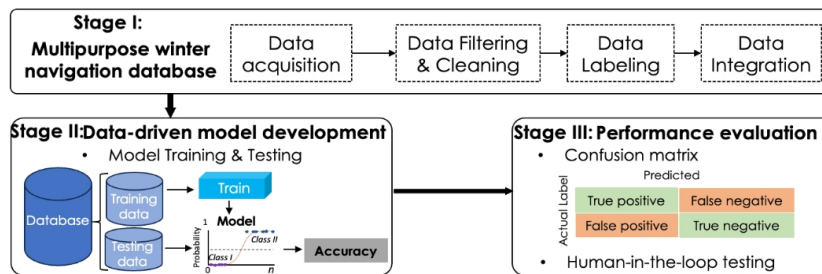 Stage I:
Multipurpose winter
navigation database
Data
acquisition
Data Filtering
& Cleaning
Data
Labeling
Data
Integration
Stage II: Data-driven model development
• Model Training & Testing
Database
Training
data
Testing
data
Train
Model
1
Probability
Class II
Class I
0
n
Accuracy
Stage III: Performance evaluation
• Confusion matrix
Predicted
Actual Label
True positive
False negative
False positive
True negative
• Human-in-the-loop testing